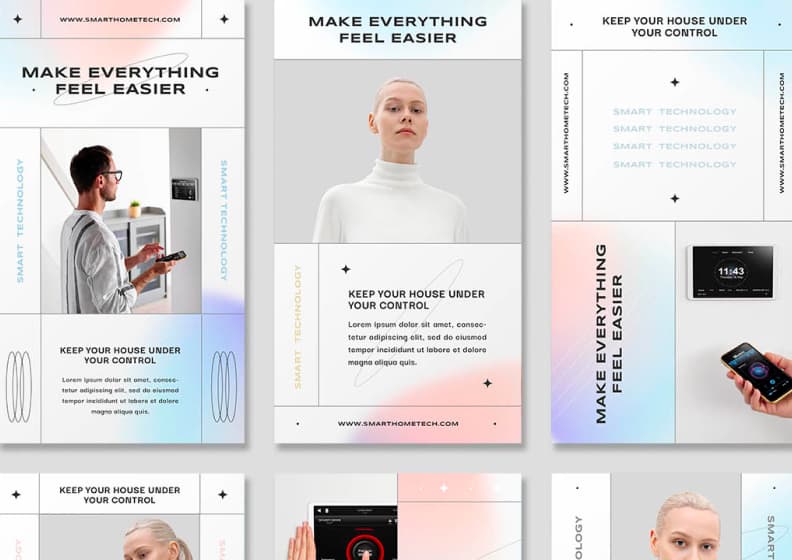 WWW.SMARTHOMETECH.COM
MAKE EVERYTHING
FEEL EASIER
SMART TECHNOLOGY
SMART TECHNOLOGY
KEEP YOUR HOUSE UNDER
YOUR CONTROL
Lorem ipsum dolor sit amet, consec-
tetur adipiscing elit, sed do eiusmod
tempor incididunt ut labore et dolore
magna aliqua quis.
MAKE EVERYTHING
FEEL EASIER
SMART TECHNOLOGY
KEEP YOUR HOUSE UNDER
YOUR CONTROL
Lorem ipsum dolor sit amet, consec-
tetur adipiscing elit, sed do eiusmod
tempor incididunt ut labore et dolore
magna aliqua quis.
WWW.SMARTHOMETECH.COM
KEEP YOUR HOUSE UNDER
YOUR CONTROL
WWW.SMARTHOMETECH.COM
SMART TECHNOLOGY
SMART TECHNOLOGY
SMART TECHNOLOGY
SMART TECHNOLOGY
WWW.SMARTHOMETECH.COM
MAKE EVERYTHING
FEEL EASIER
11:43
KEEP YOUR HOUSE UNDER
YOUR CONTROL